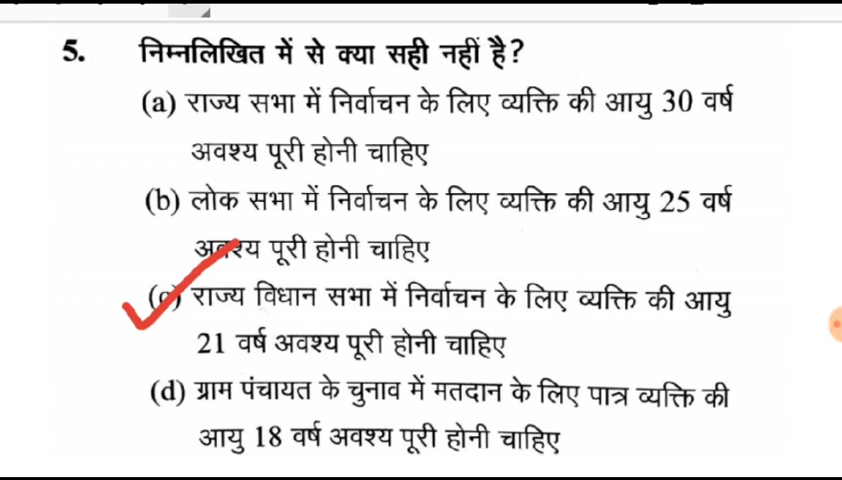 5. निम्नलिखित में से क्या सही नहीं है?
(a) राज्य सभा में निर्वाचन के लिए व्यक्ति की आयु 30 वर्ष
अवश्य पूरी होनी चाहिए
(b) लोक सभा में निर्वाचन के लिए व्यक्ति की आयु 25 वर्ष
अवश्य पूरी होनी चाहिए
(c) राज्य विधान सभा में निर्वाचन के लिए व्यक्ति की आयु
21 वर्ष अवश्य पूरी होनी चाहिए
(d) ग्राम पंचायत के चुनाव में मतदान के लिए पात्र व्यक्ति की
आयु 18 वर्ष अवश्य पूरी होनी चाहिए